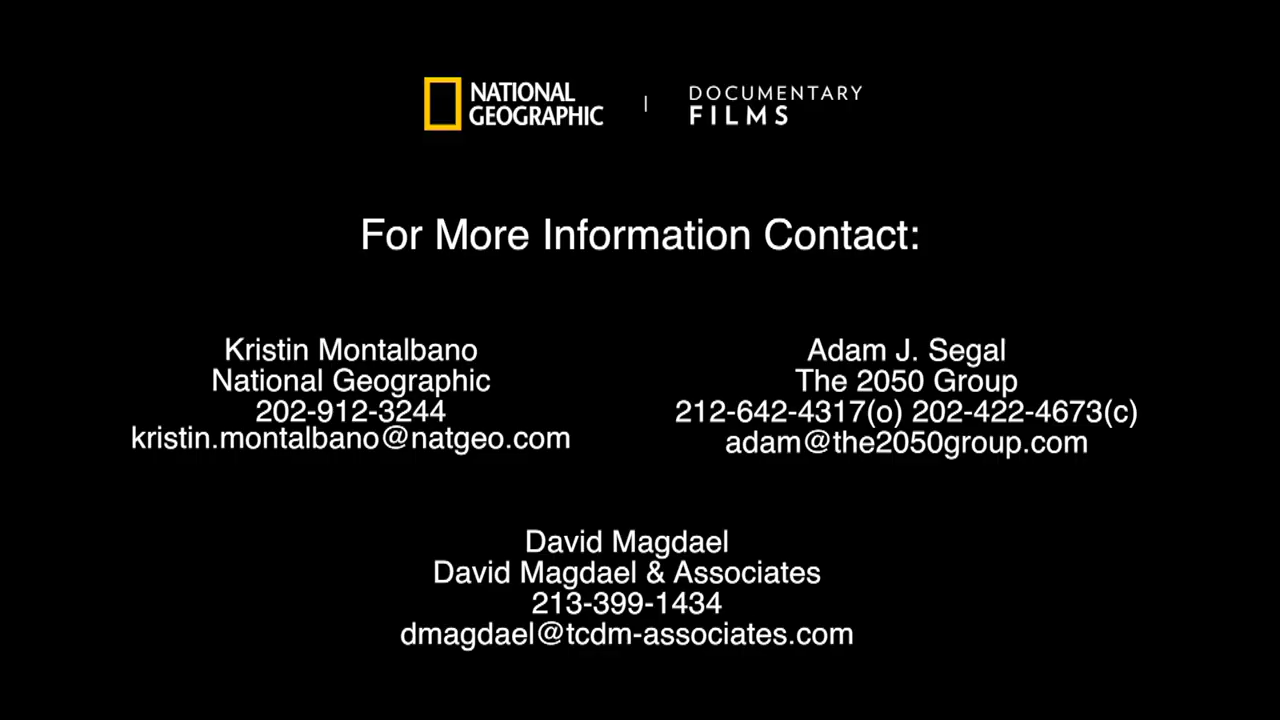 NATIONAL GEOGRAPHIC | DOCUMENTARY FILMS
For More Information Contact:
Kristin Montalbano
National Geographic
202-912-3244
kristin.montalbano@natgeo.com
Adam J. Segal
The 2050 Group
212-642-4317(o) 202-422-4673(c)
adam@the2050group.com
David Magdael
David Magdael & Associates
213-399-1434
dmagdael@tcdm-associates.com